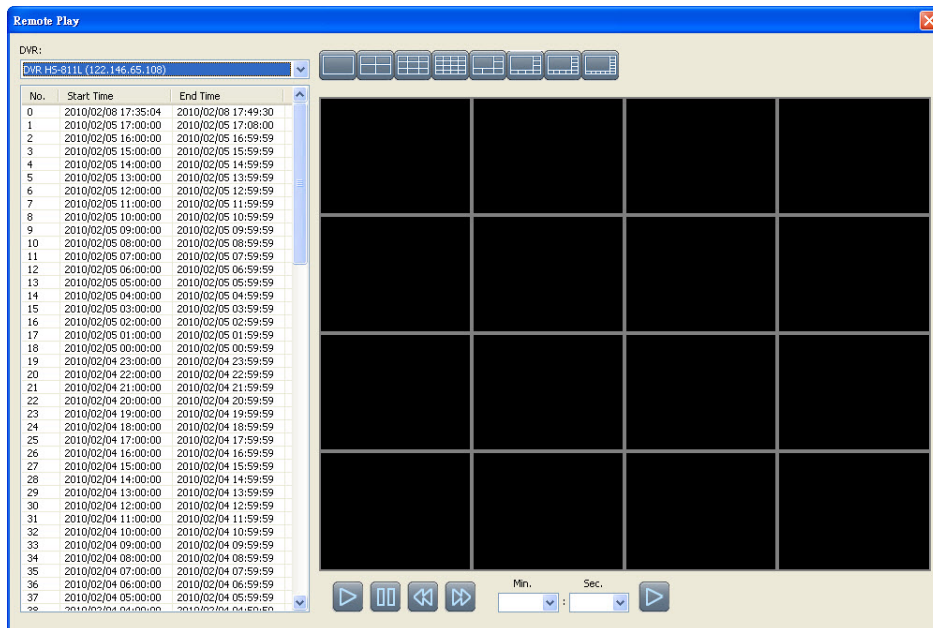 Remote Play
DVR:
DVR HS-811L (122.146.65.108)
No. Start Time End Time
0 2010/02/08 17:35:04 2010/02/08 17:49:30
1 2010/02/05 17:00:00 2010/02/05 17:08:00
2 2010/02/05 16:00:00 2010/02/05 16:59:59
3 2010/02/05 15:00:00 2010/02/05 15:59:59
4 2010/02/05 14:00:00 2010/02/05 14:59:59
5 2010/02/05 13:00:00 2010/02/05 13:59:59
6 2010/02/05 12:00:00 2010/02/05 12:59:59
7 2010/02/05 11:00:00 2010/02/05 11:59:59
8 2010/02/05 10:00:00 2010/02/05 10:59:59
9 2010/02/05 09:00:00 2010/02/05 09:59:59
10 2010/02/05 08:00:00 2010/02/05 08:59:59
11 2010/02/05 07:00:00 2010/02/05 07:59:59
12 2010/02/05 06:00:00 2010/02/05 06:59:59
13 2010/02/05 05:00:00 2010/02/05 05:59:59
14 2010/02/05 04:00:00 2010/02/05 04:59:59
15 2010/02/05 03:00:00 2010/02/05 03:59:59
16 2010/02/05 02:00:00 2010/02/05 02:59:59
17 2010/02/05 01:00:00 2010/02/05 01:59:59
18 2010/02/05 00:00:00 2010/02/05 00:59:59
19 2010/02/04 23:00:00 2010/02/04 23:59:59
20 2010/02/04 22:00:00 2010/02/04 22:59:59
21 2010/02/04 21:00:00 2010/02/04 21:59:59
22 2010/02/04 20:00:00 2010/02/04 20:59:59
23 2010/02/04 19:00:00 2010/02/04 19:59:59
24 2010/02/04 18:00:00 2010/02/04 18:59:59
25 2010/02/04 17:00:00 2010/02/04 17:59:59
26 2010/02/04 16:00:00 2010/02/04 16:59:59
27 2010/02/04 15:00:00 2010/02/04 15:59:59
28 2010/02/04 14:00:00 2010/02/04 14:59:59
29 2010/02/04 13:00:00 2010/02/04 13:59:59
30 2010/02/04 12:00:00 2010/02/04 12:59:59
31 2010/02/04 11:00:00 2010/02/04 11:59:59
32 2010/02/04 10:00:00 2010/02/04 10:59:59
33 2010/02/04 09:00:00 2010/02/04 09:59:59
34 2010/02/04 08:00:00 2010/02/04 08:59:59
35 2010/02/04 07:00:00 2010/02/04 07:59:59
36 2010/02/04 06:00:00 2010/02/04 06:59:59
37 2010/02/04 05:00:00 2010/02/04 05:59:59
38 2010/02/04 04:00:00 2010/02/04 04:59:59
Min. Sec.
: